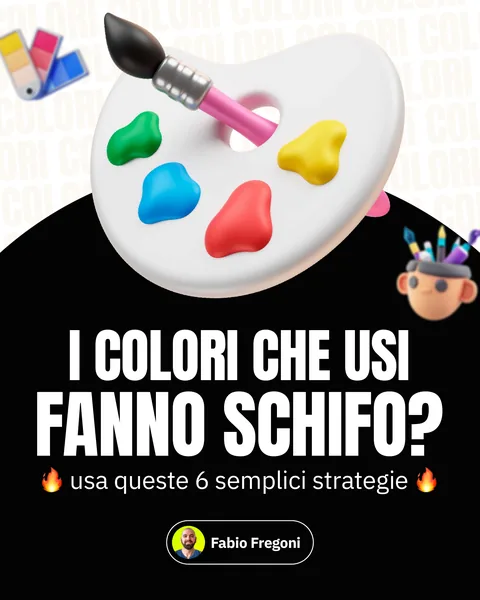 I COLORI CHE USI
FANNO SCHIFO?
🔥 usa queste 6 semplici strategie 🔥
Fabio Fregoni